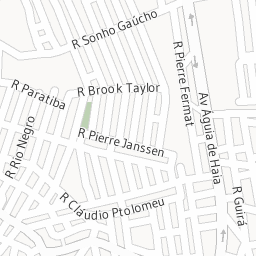 R Sonho Gaúcho
R Paratiba
R Brook Taylor
R Pierre Fermat
Av Águia de Haia
R Rio Negro
R Pierre Janssen
R Cláudio Ptolomeu
R Guirá